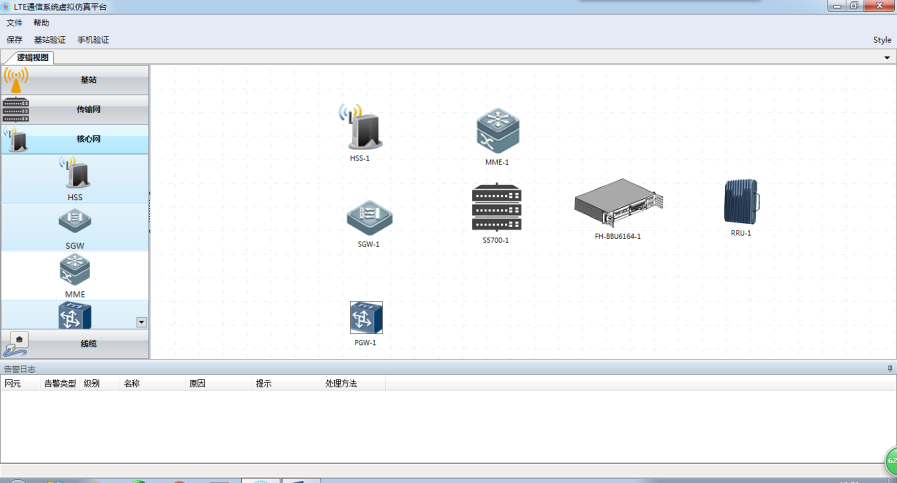 LTE通信系统虚拟仿真平台
文件 帮助
保存 基站验证 手机验证 Style
逻辑视图
基站
传输网
核心网
HSS
SGW
MME
线缆
HSS-1
MME-1
SGW-1
S5700-1
FH-BBU6164-1
RRU-1
PGW-1
告警日志
网元 告警类型 级别 名称 原因 提示 处理方法
62